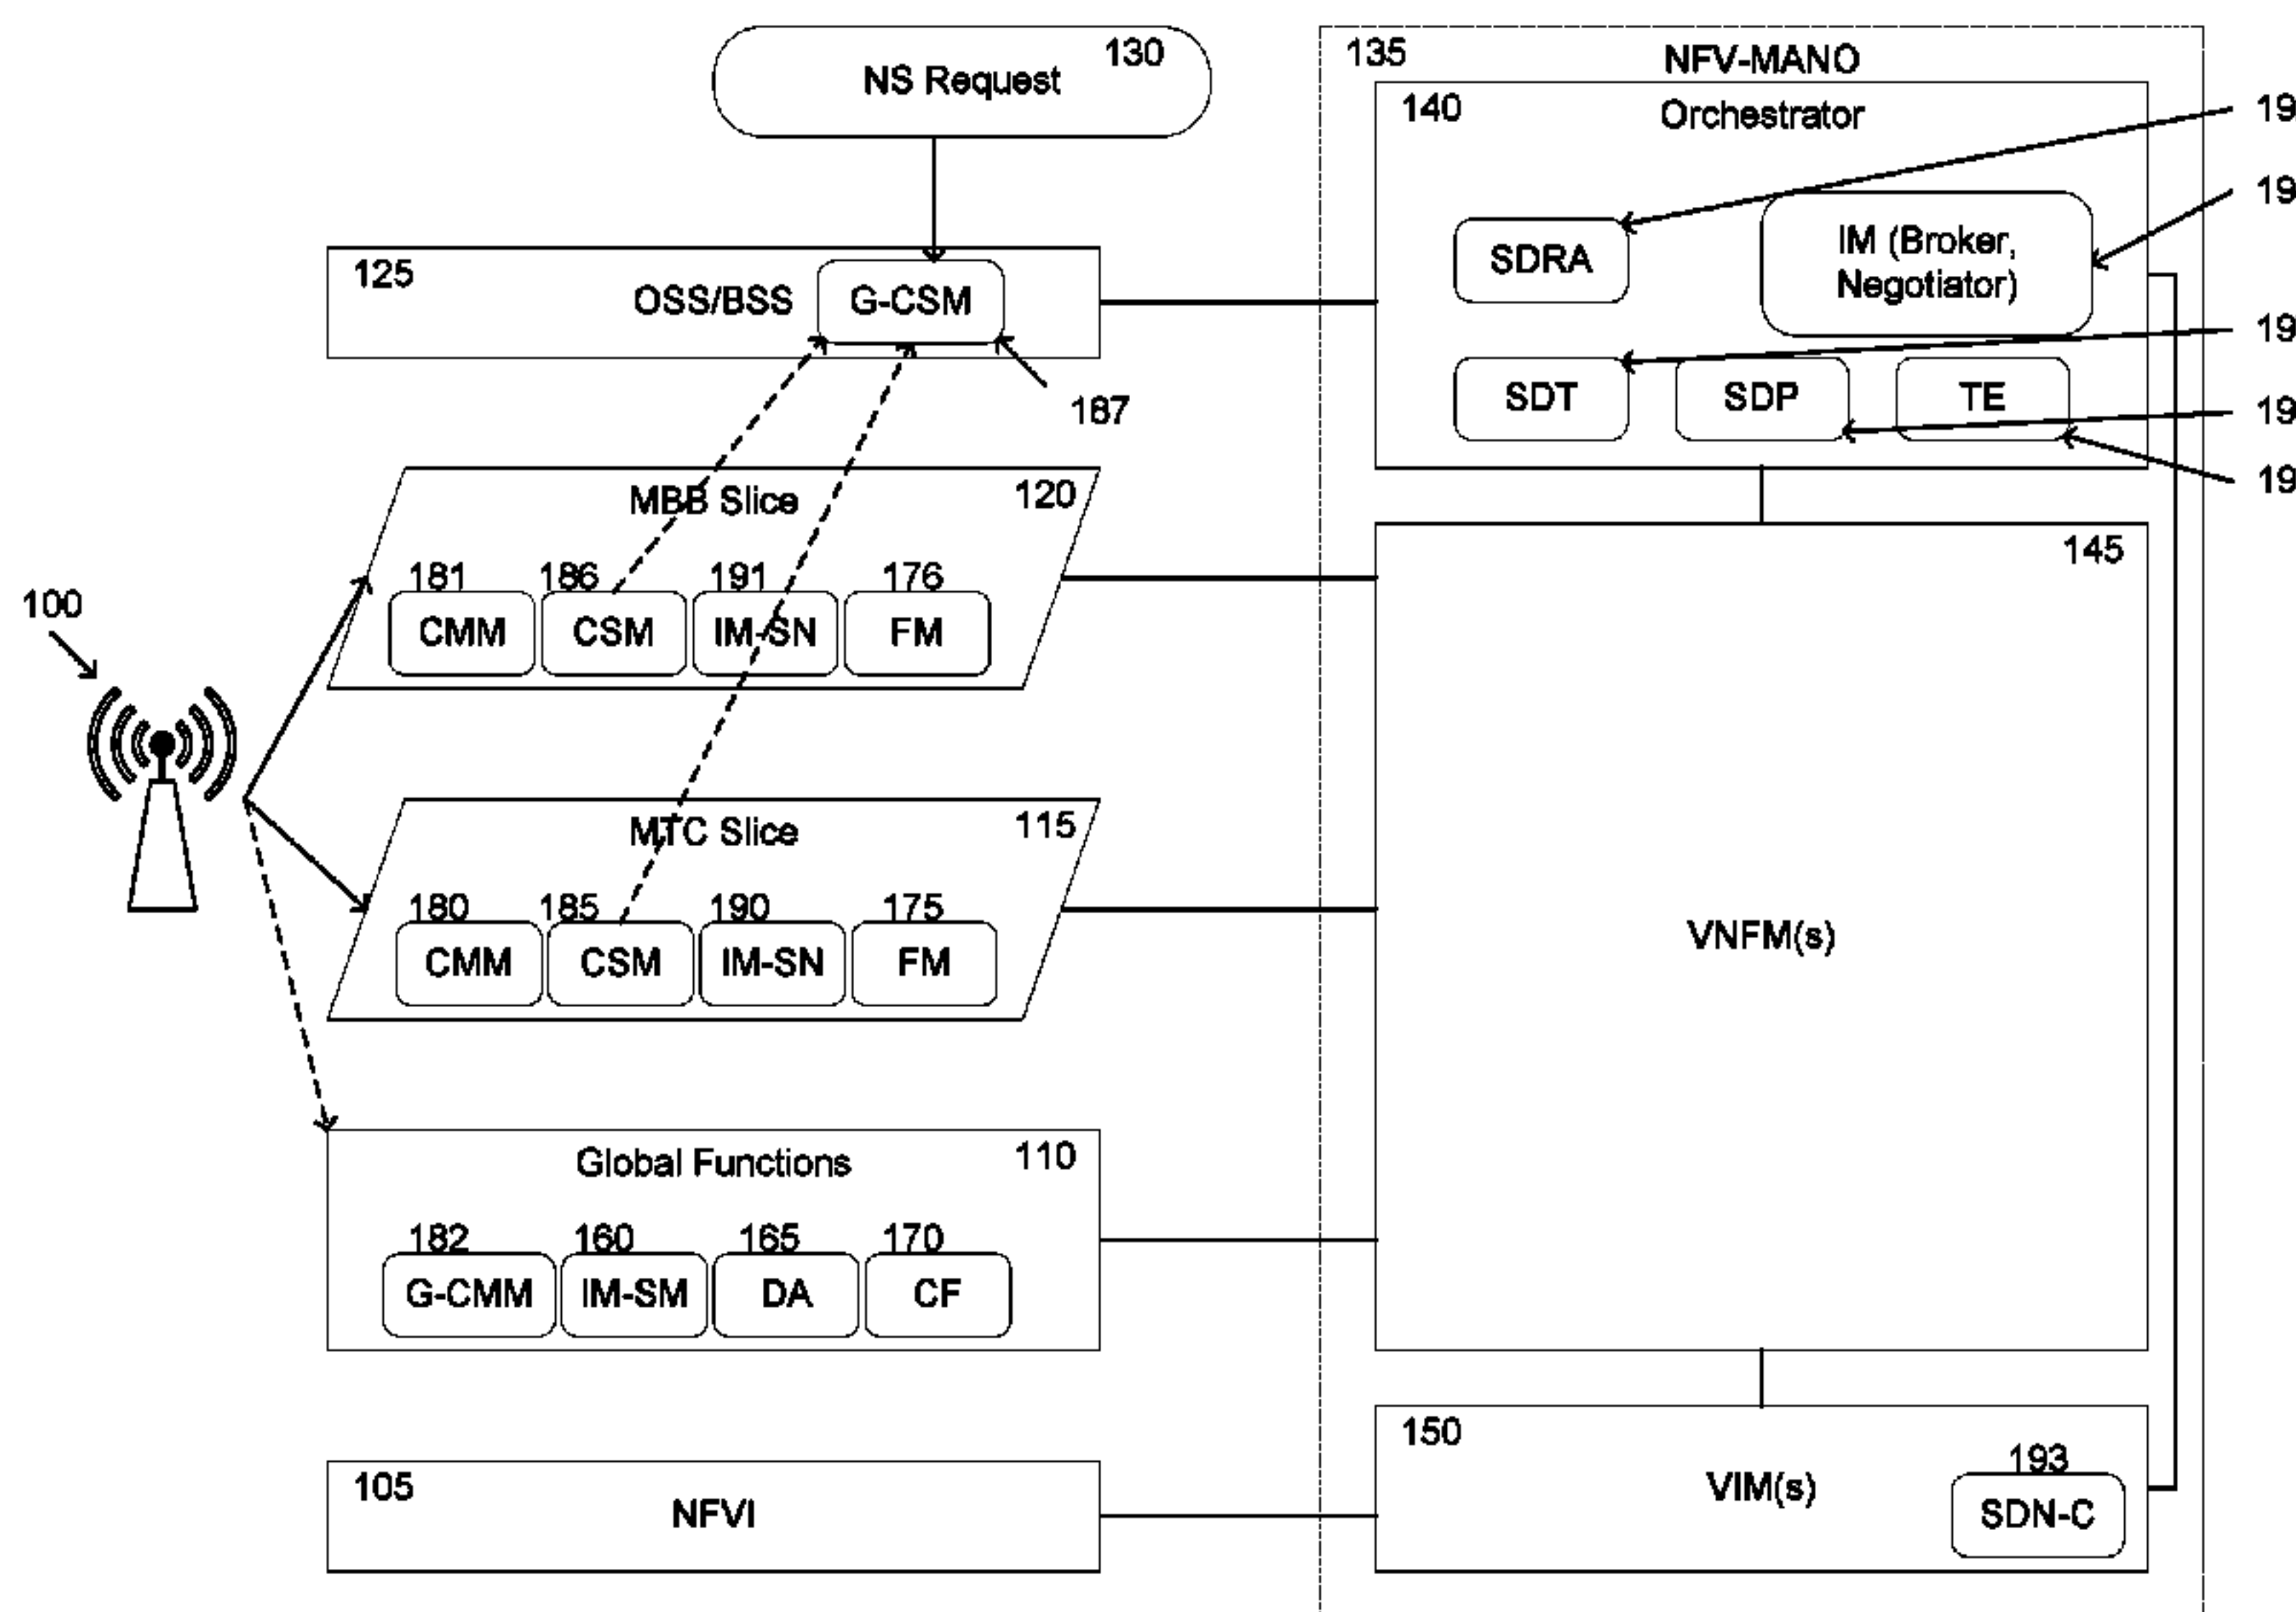 130
NS Request
135
NFV-MANO
140
Orchestrator
SDRA
IM (Broker,
Negotiator)
SDT
SDP
TE
19
19
19
19
19
125
OSS/BSS
G-CSM
187
MBB Slice
120
181
186
191
176
CMM
CSM
IM-SN
FM
100
MTC Slice
115
180
185
190
175
CMM
CSM
IM-SN
FM
145
VNFM(s)
Global Functions
110
182
160
165
170
G-CMM
IM-SM
DA
CF
105
NFVI
150
VIM(s)
193
SDN-C